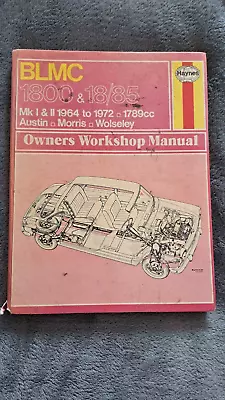 BLMC
Haynes
1800 & 18/85
Mk I & II 1964 to 1972 □ 1789cc
Austin □ Morris □ Wolseley
Owners Workshop Manual